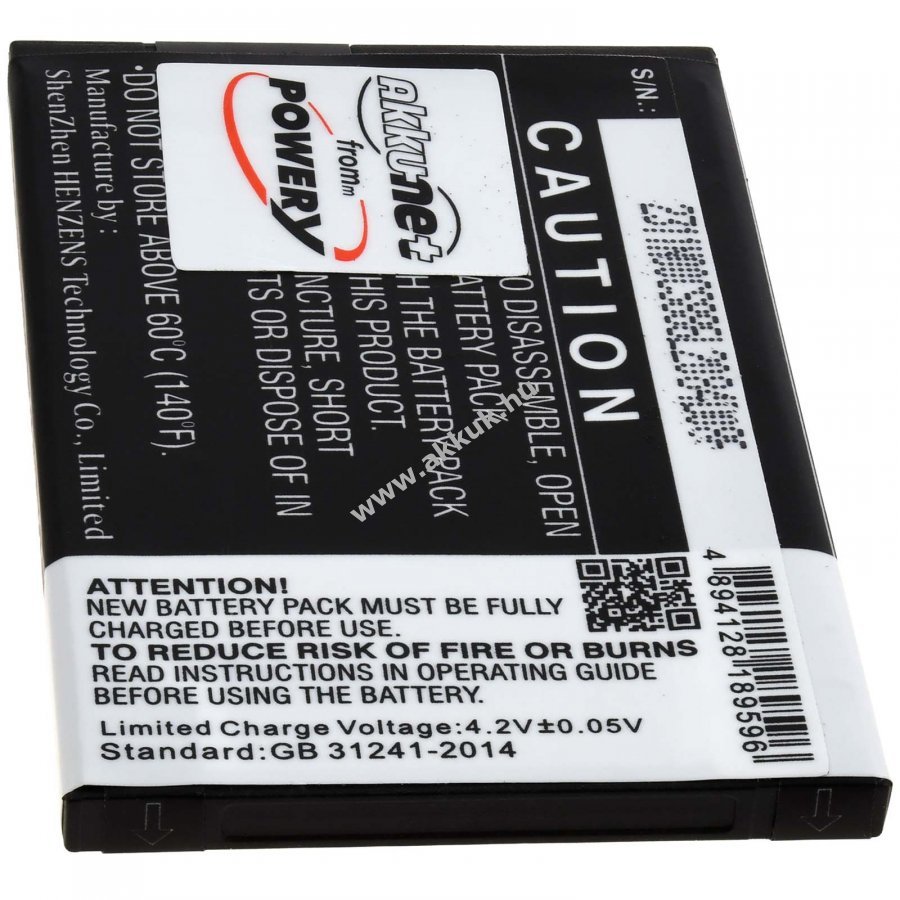 S/N.:
CAUTION
O DISASSEMBLE, OPEN
ATTERY PACK
H THE BATTERY PACK
HIS PRODUCT.
NCTURE, SHORT
TS OR DISPOSE OF IN
•DO NOT STORE ABOVE 60°C (140°F).
Manufacture by:
ShenZhen HENZENS Technology Co., Limited
akkunet
from
POWERY
www.akkuk.hu
ATTENTION!
NEW BATTERY PACK MUST BE FULLY
CHARGED BEFORE USE.
TO REDUCE RISK OF FIRE OR BURNS
READ INSTRUCTIONS IN OPERATING GUIDE
BEFORE USING THE BATTERY.
Limited Charge Voltage:4.2V±0.05V
Standard:GB 31241-2014
4 894128 189596